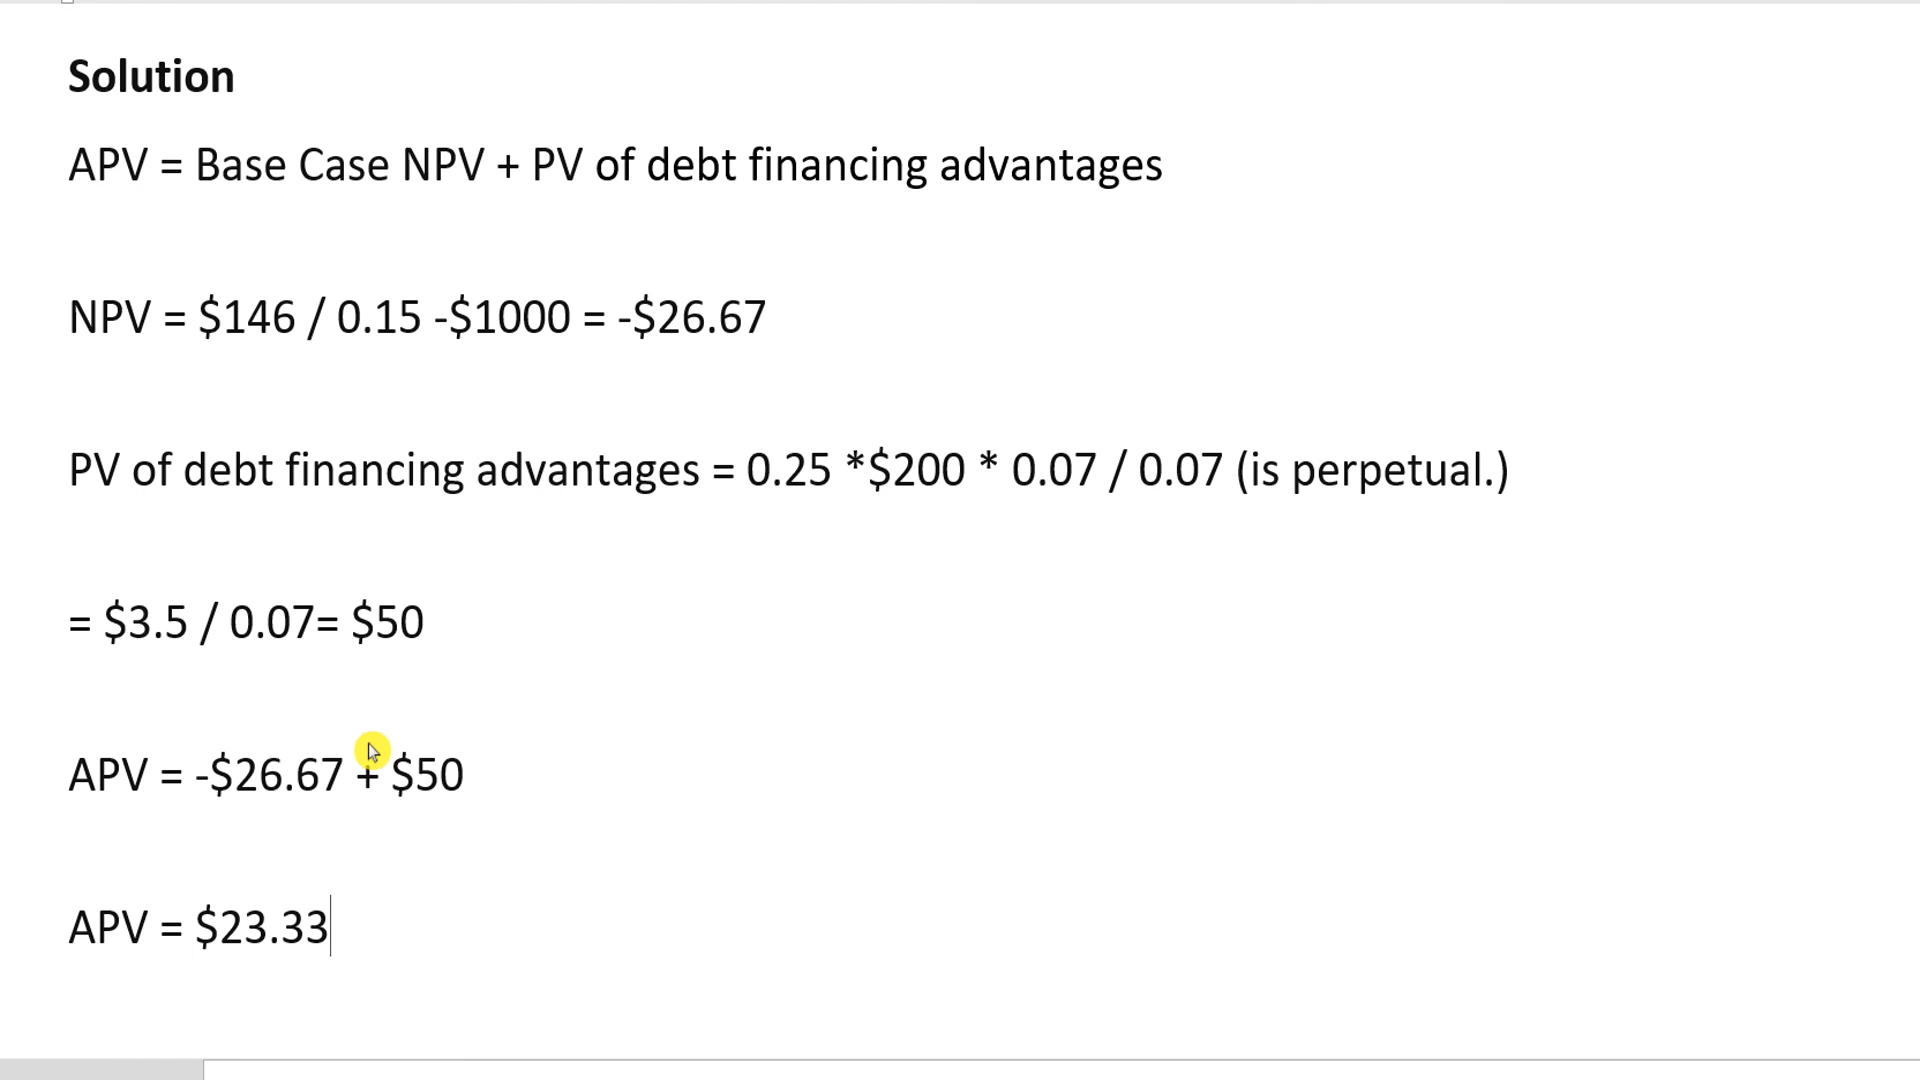 Solution
APV = Base Case NPV + PV of debt financing advantages
NPV = $146 / 0.15 -$1000 = -$26.67
PV of debt financing advantages = 0.25 *$200 * 0.07 / 0.07 (is perpetual.)
= $3.5 / 0.07= $50
APV = -$26.67 + $50
APV = $23.33